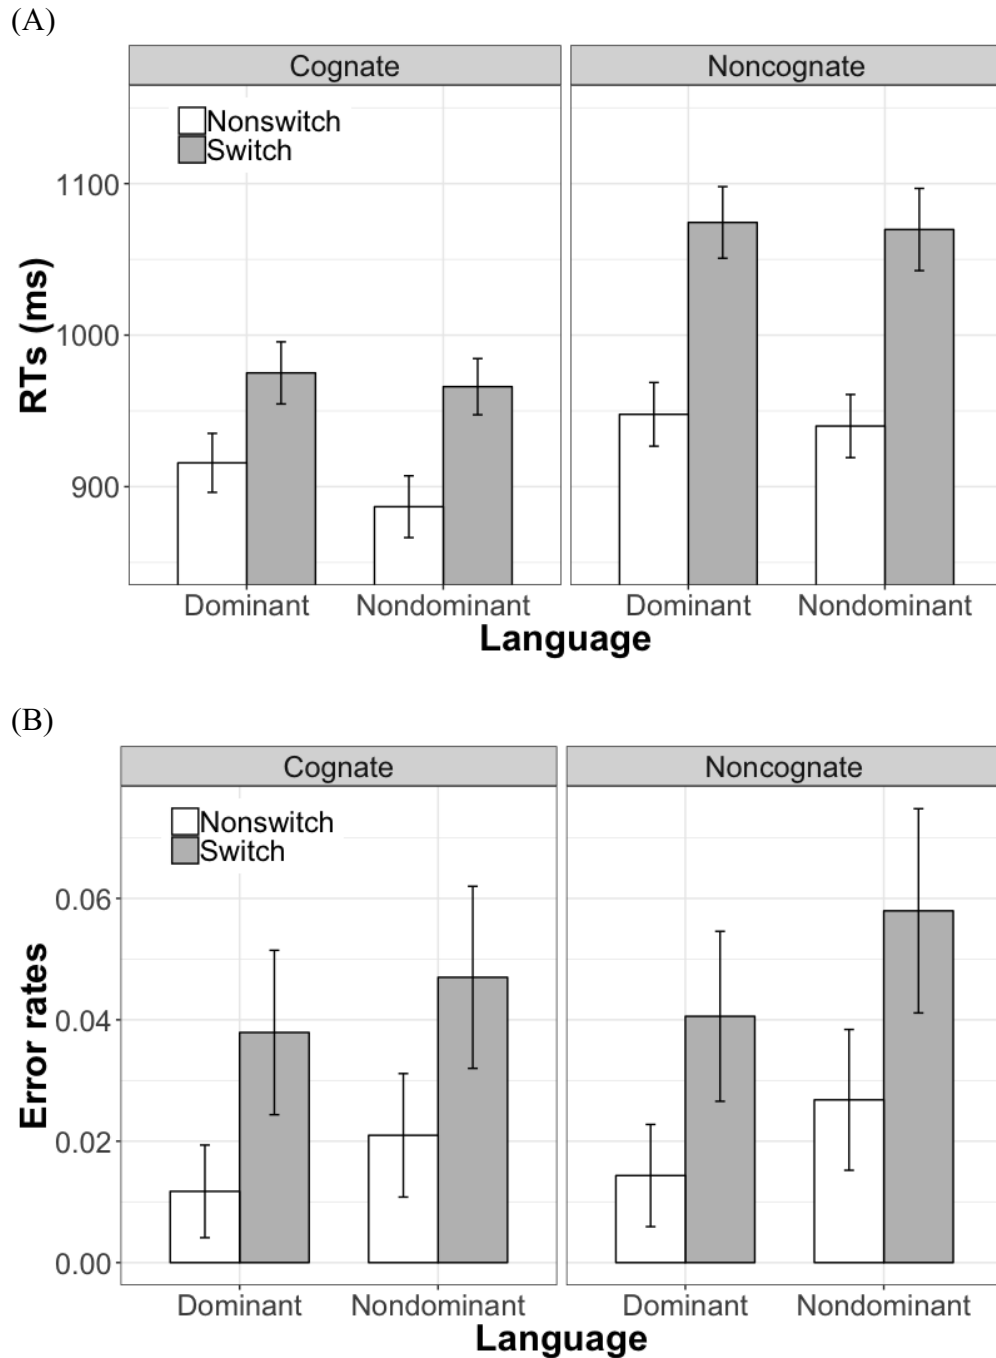 (A)
Cognate Noncognate
Nonswitch
Switch
1100
1000
900
RTs (ms)
Dominant Nondominant Dominant Nondominant
Language
(B)
Cognate Noncognate
Nonswitch
Switch
0.06
0.04
0.02
0.00
Error rates
Dominant Nondominant Dominant Nondominant
Language